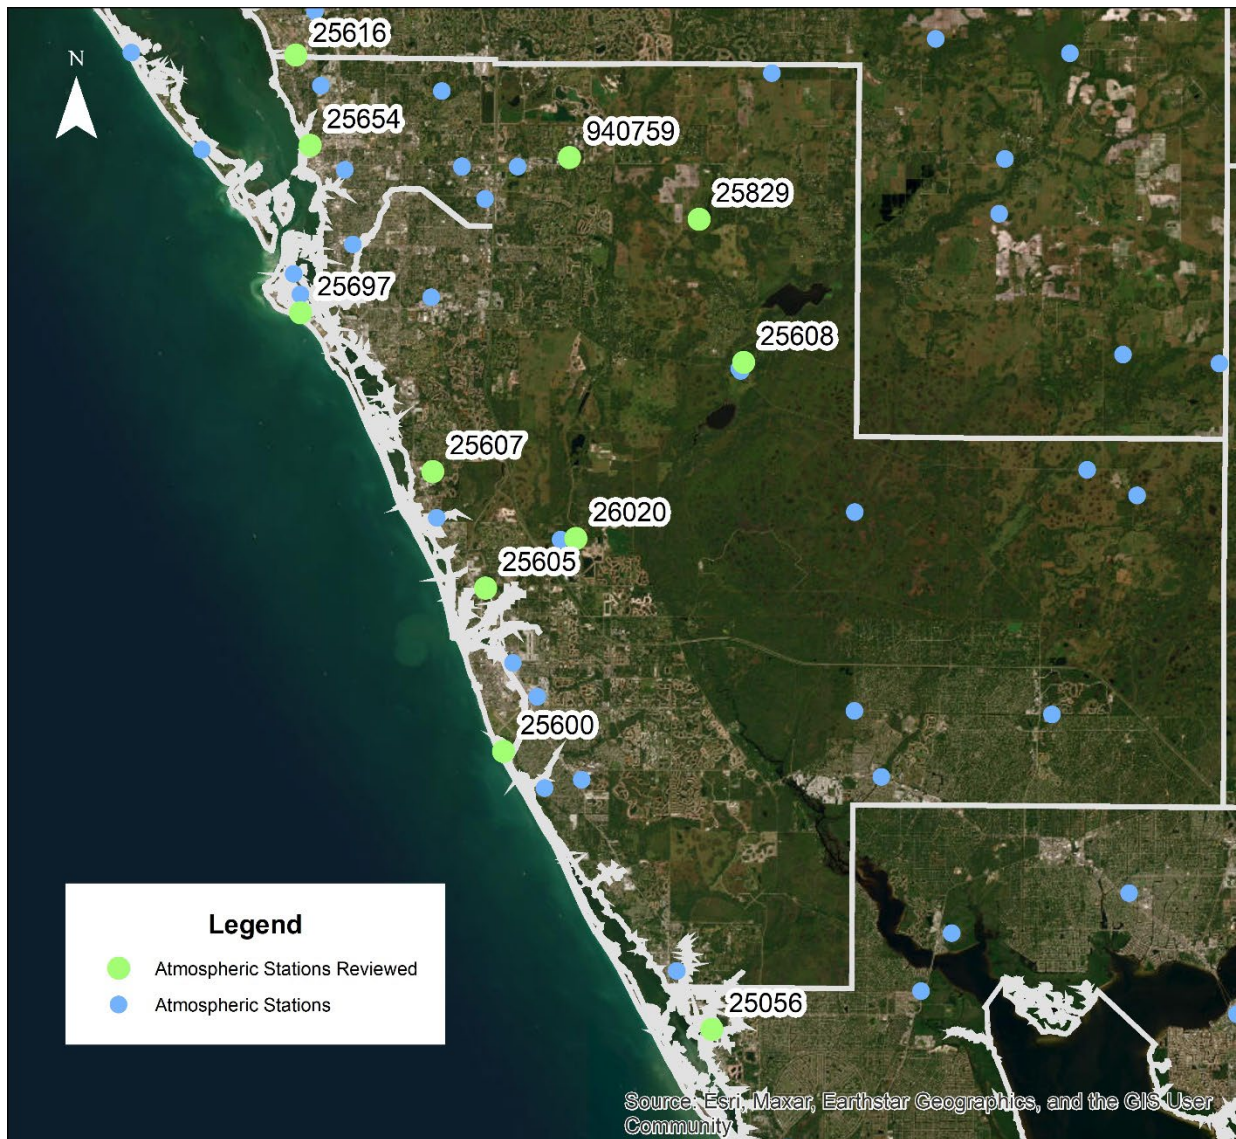 25616
N
25654
940759
25829
25697
25608
25607
26020
25605
25600
Legend
Atmospheric Stations Reviewed
Atmospheric Stations
25056
Source: Esri, Maxar, Earthstar Geographics, and the GIS User
Community